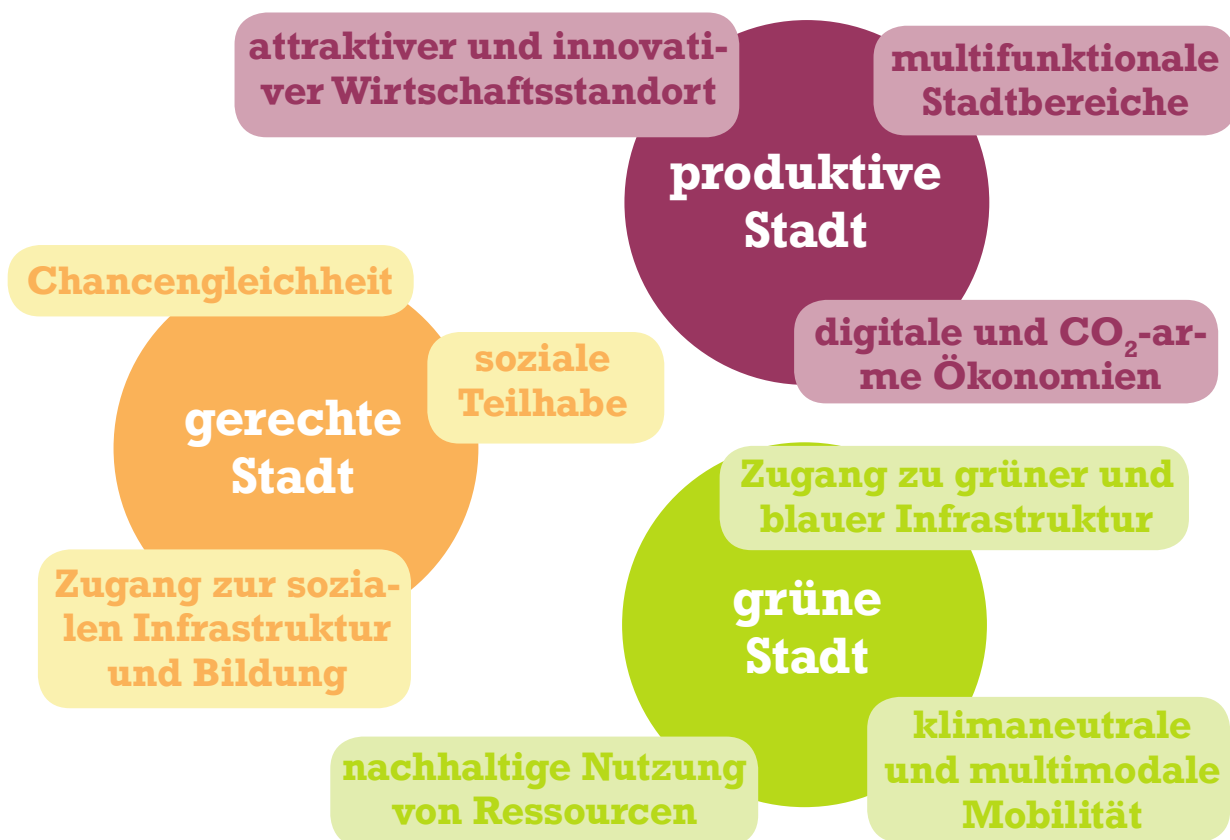 attraktiver und innovati-
ver Wirtschaftsstandort
multifunktionale
Stadtbereiche
produktive
Stadt
digitale und CO₂-ar-
me Ökonomien
Chancengleichheit
soziale
Teilhabe
gerechte
Stadt
Zugang zur sozia-
len Infrastruktur
und Bildung
Zugang zu grüner und
blauer Infrastruktur
grüne
Stadt
klimaneutrale
und multimodale
Mobilität
nachhaltige Nutzung
von Ressourcen